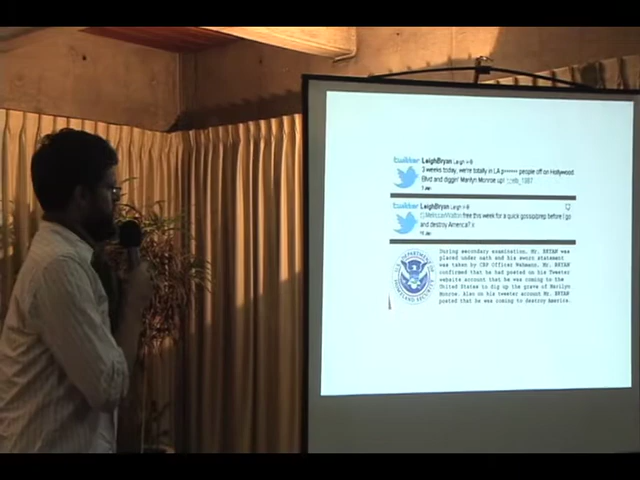 twitter LeighBryan Leigh
3 weeks today, we're totally in LA p****** people off on Hollywood
Blvd and diggin' Marilyn Monroe up!
twitter LeighBryan Leigh
free this week for a quick gossip/prep before I go
and destroy America? x
During secondary examination, Mr. BRYAN was
placed under oath and his sworn statement
was taken by CBP Officer Mr. BRYAN
confirmed that he had posted on his Tweeter
website account that he was coming to the
United States to dig up the grave of Marilyn
Monroe. Also on his tweeter account Mr. BRYAN
posted that he was coming to destroy America.